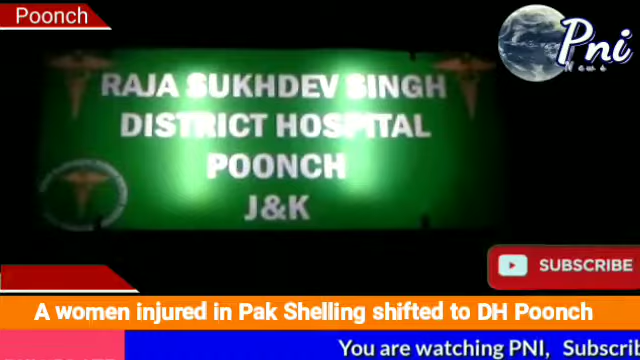 Poonch
Pni
News
RAJA SUKHDEV SINGH
DISTRICT HOSPITAL
POONCH
J&K
SUBSCRIBE
A women injured in Pak Shelling shifted to DH Poonch
You are watching PNI, Subscrib